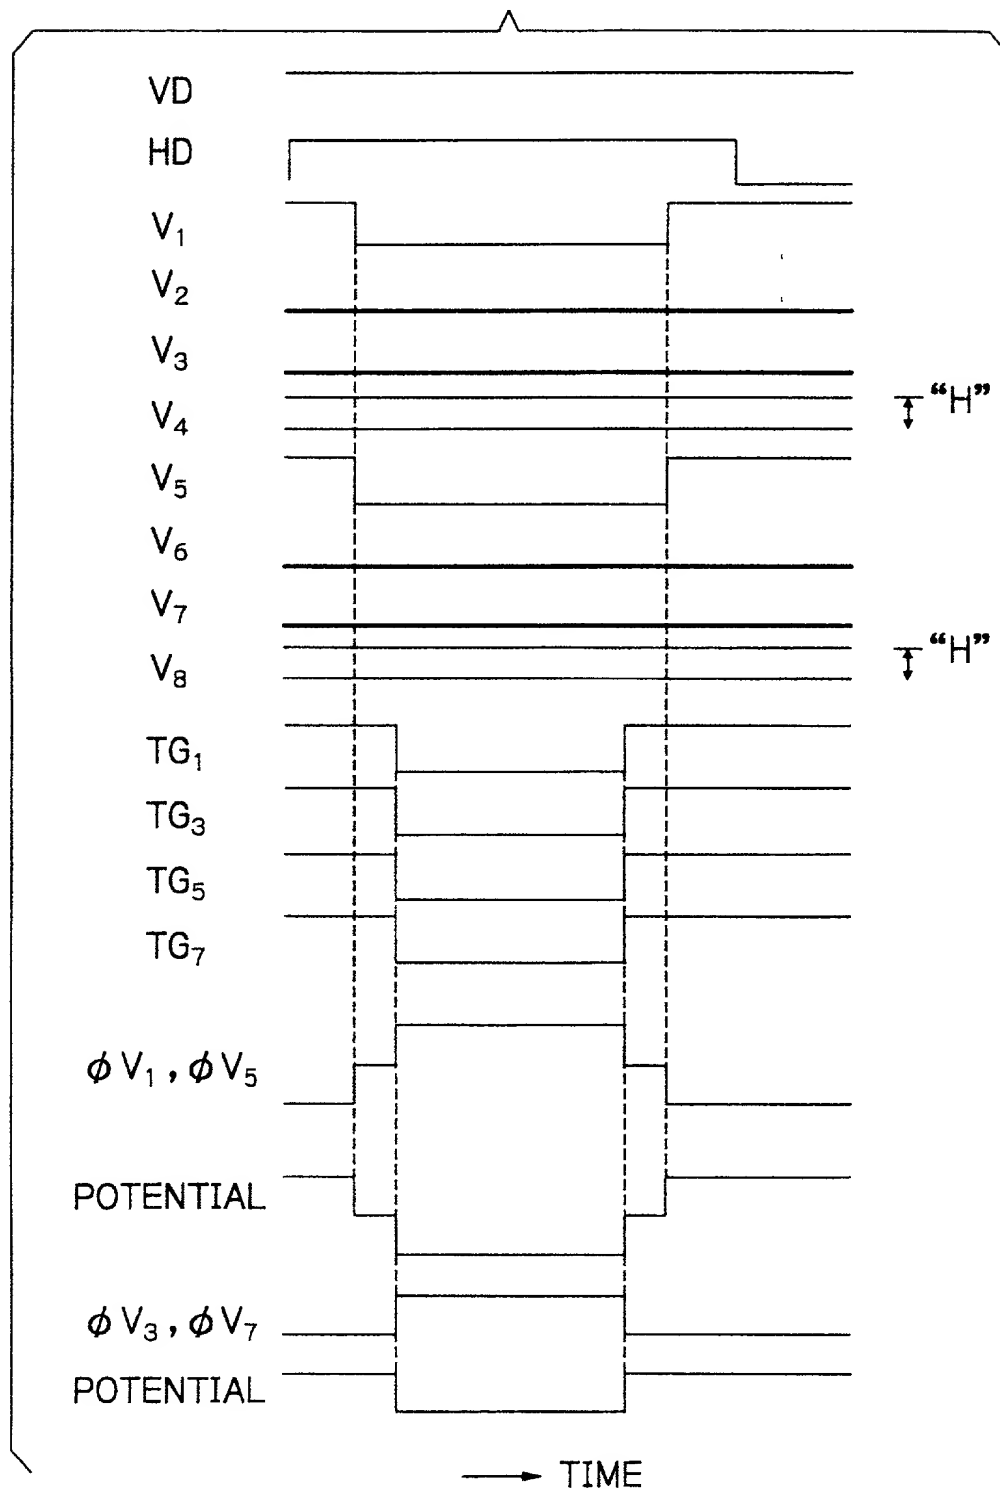 VD
HD
V₁
V₂
V₃
V₄ “H”
V₅
V₆
V₇
V₈ “H”
TG₁
TG₃
TG₅
TG₇
ϕV₁, ϕV₅
POTENTIAL
ϕV₃, ϕV₇
POTENTIAL
TIME